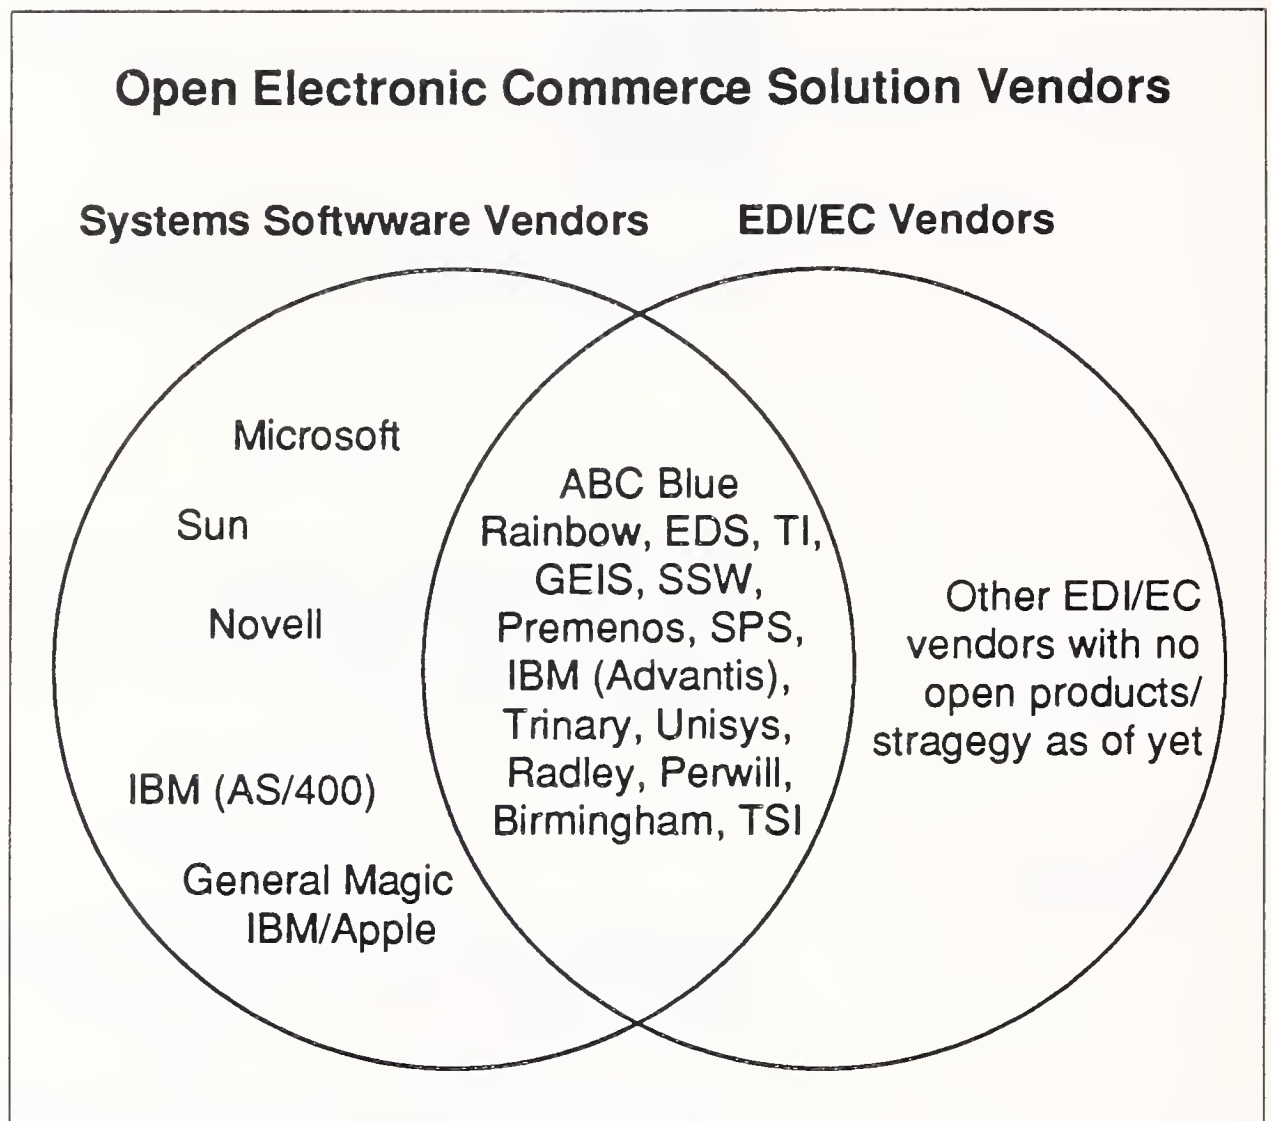 Open Electronic Commerce Solution Vendors
Systems Softwware Vendors
EDI/EC Vendors
Microsoft
Sun
Novell
IBM (AS/400)
General Magic
IBM/Apple
ABC Blue
Rainbow, EDS, TI,
GEIS, SSW,
Premenos, SPS,
IBM (Advantis),
Trinary, Unisys,
Radley, Perwill,
Birmingham, TSI
Other EDI/EC
vendors with no
open products/
stragegy as of yet